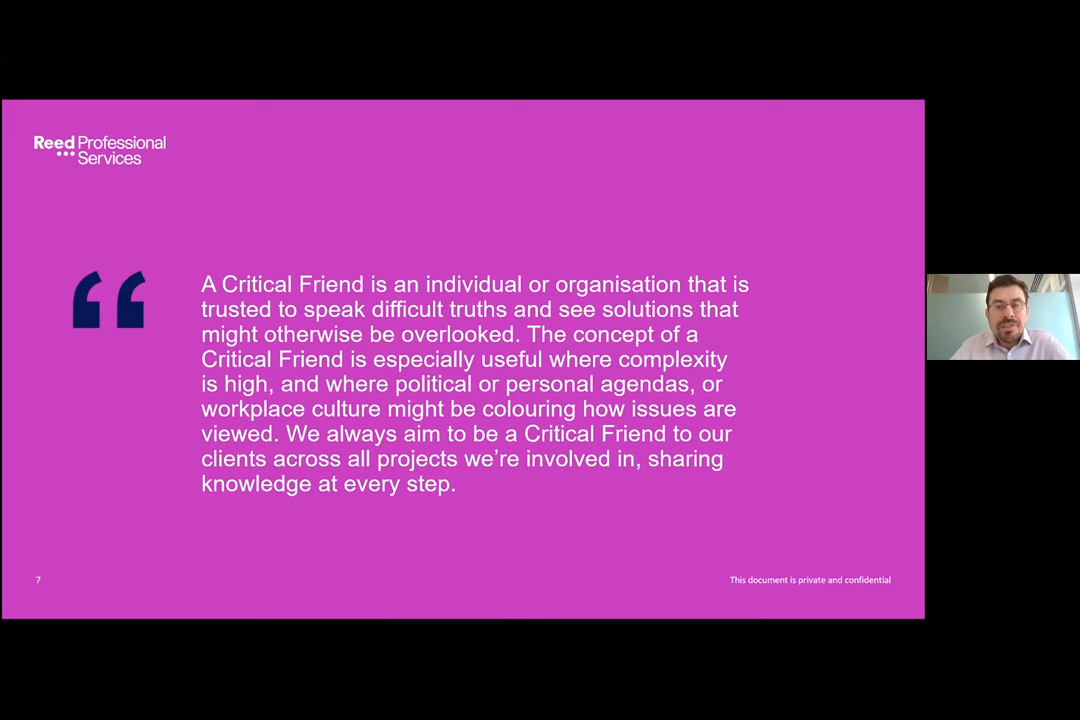 Reed Professional
Services
A Critical Friend is an individual or organisation that is
trusted to speak difficult truths and see solutions that
might otherwise be overlooked. The concept of a
Critical Friend is especially useful where complexity
is high, and where political or personal agendas, or
workplace culture might be colouring how issues are
viewed. We always aim to be a Critical Friend to our
clients across all projects we’re involved in, sharing
knowledge at every step.
7
This document is private and confidential